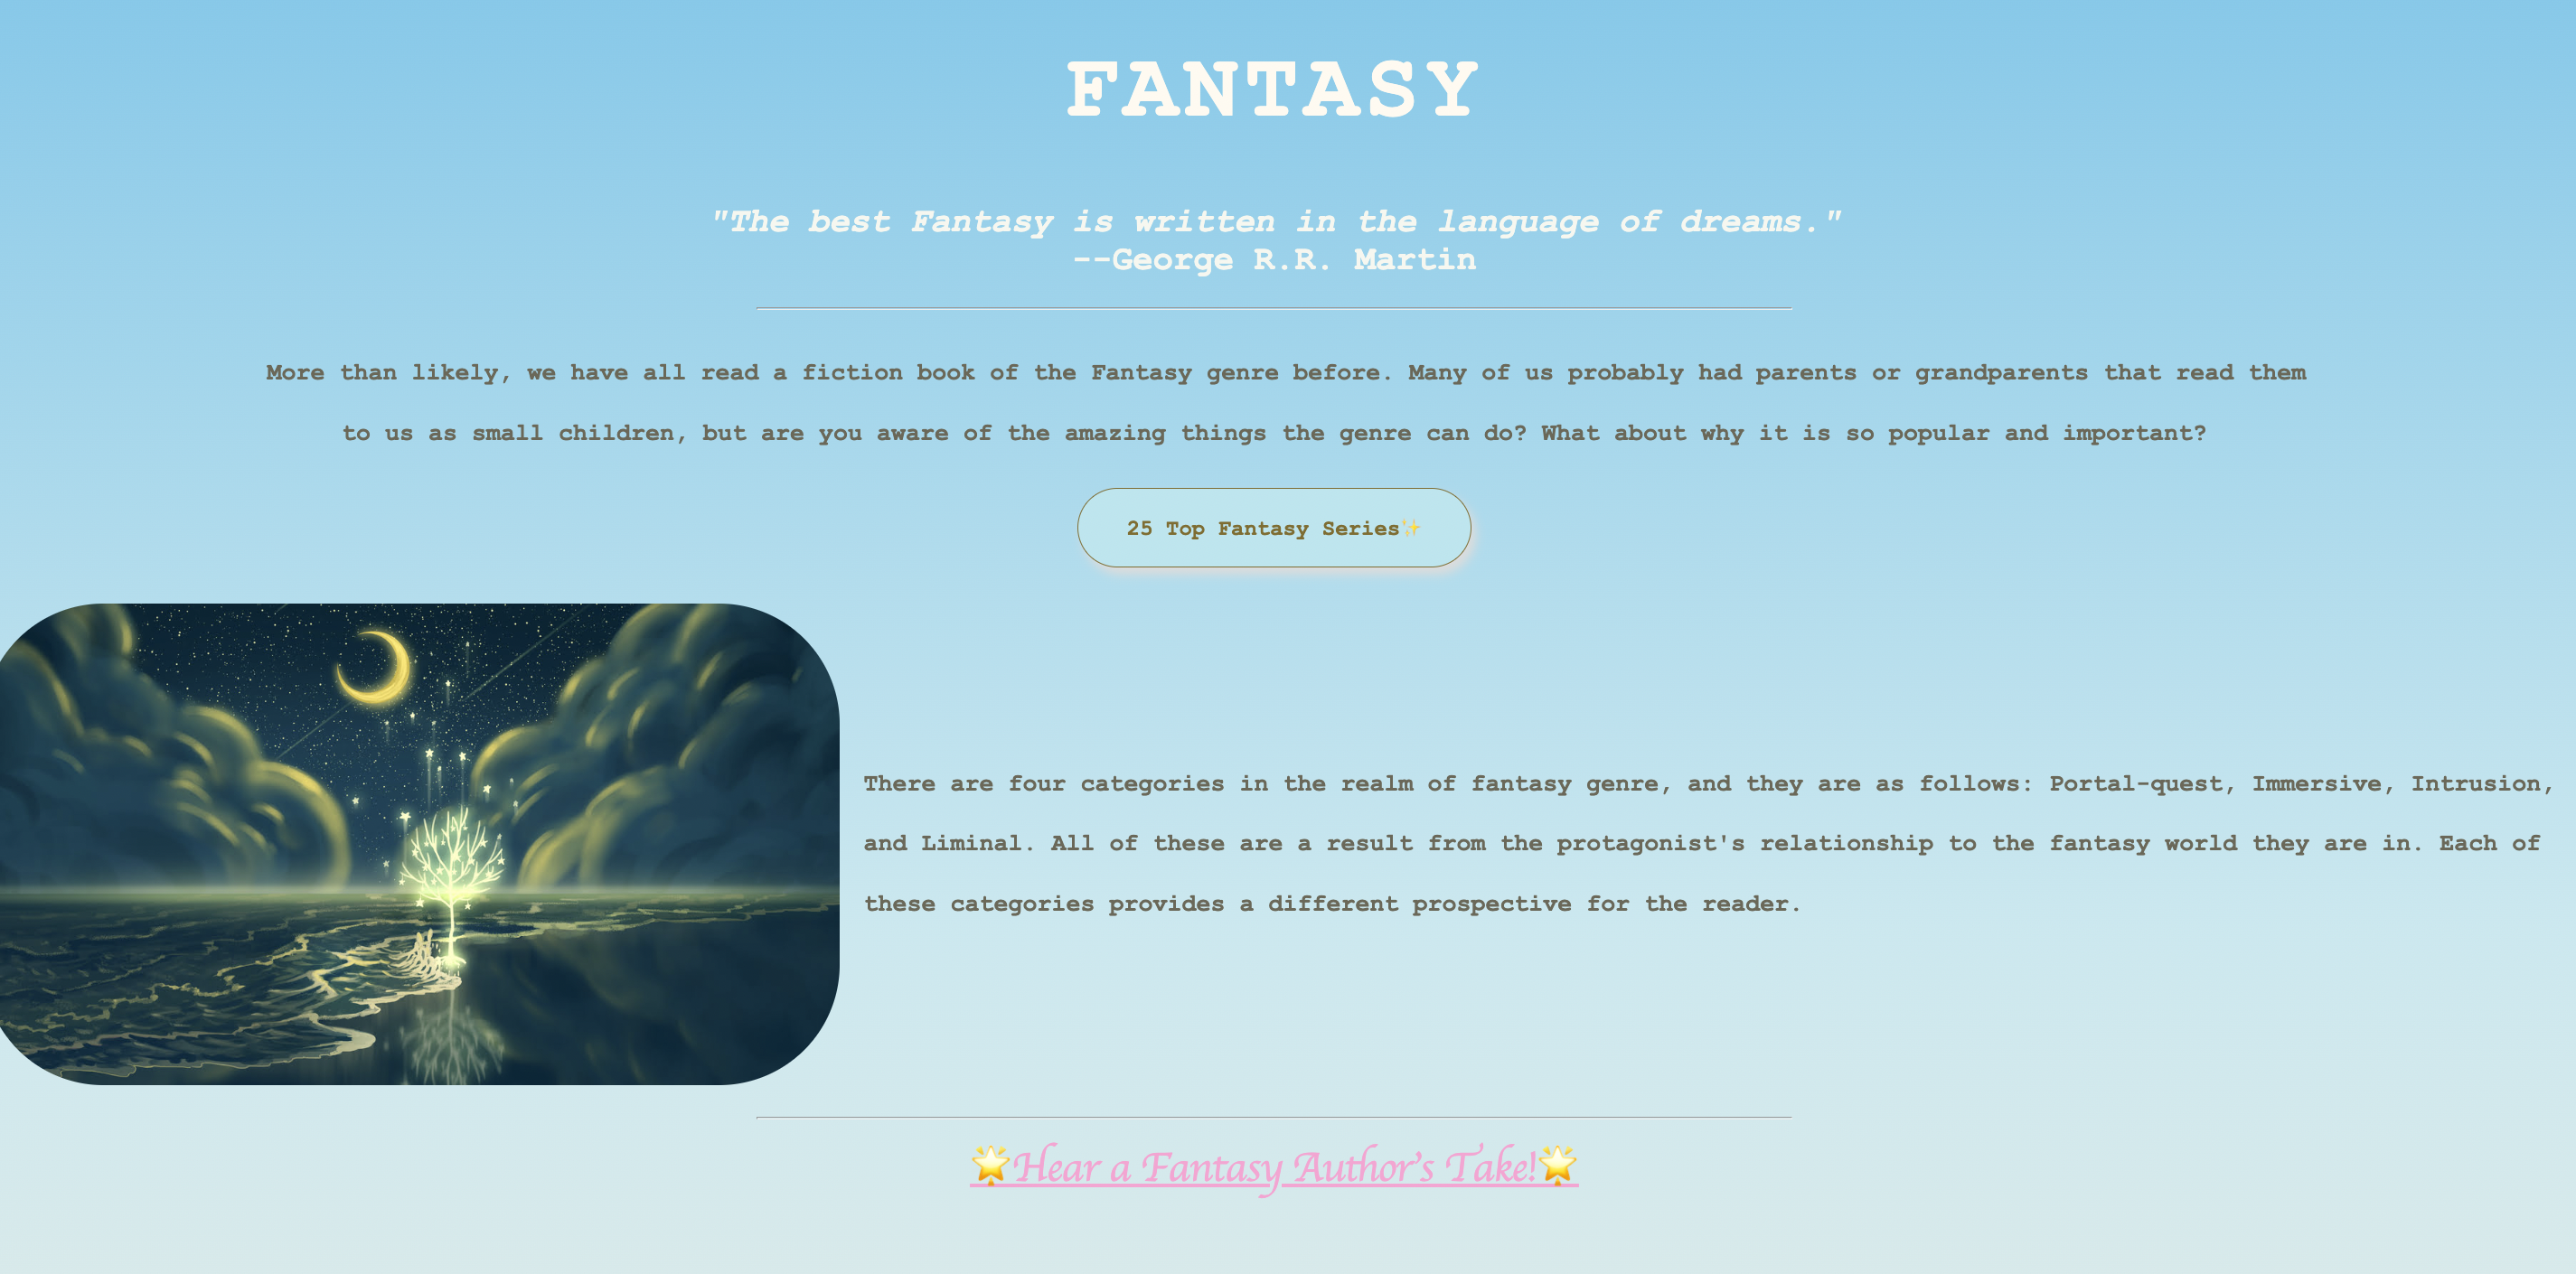 FANTASY
"The best Fantasy is written in the language of dreams."
--George R.R. Martin
More than likely, we have all read a fiction book of the Fantasy genre before. Many of us probably had parents or grandparents that read them
to us as small children, but are you aware of the amazing things the genre can do? What about why it is so popular and important?
25 Top Fantasy Series✨
There are four categories in the realm of fantasy genre, and they are as follows: Portal-quest, Immersive, Intrusion,
and Liminal. All of these are a result from the protagonist's relationship to the fantasy world they are in. Each of
these categories provides a different prospective for the reader.
🌟Hear a Fantasy Author's Take!🌟